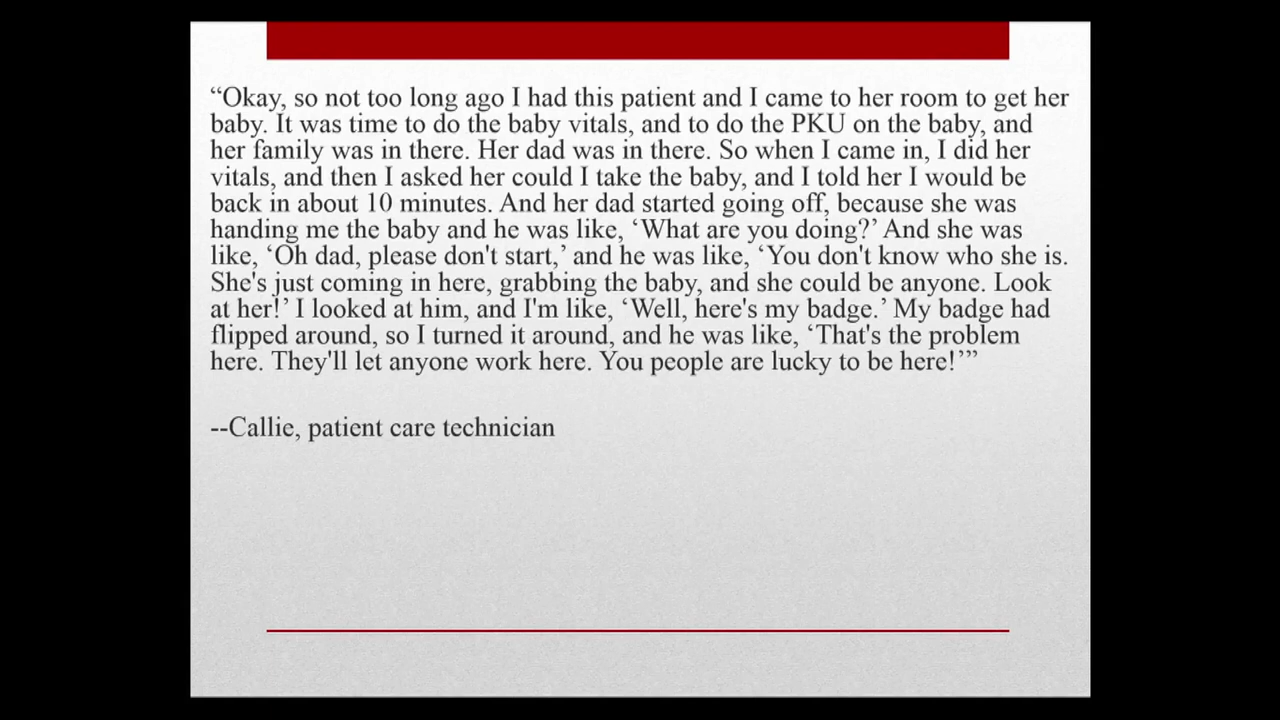 “Okay, so not too long ago I had this patient and I came to her room to get her
baby. It was time to do the baby vitals, and to do the PKU on the baby, and
her family was in there. Her dad was in there. So when I came in, I did her
vitals, and then I asked her could I take the baby, and I told her I would be
back in about 10 minutes. And her dad started going off, because she was
handing me the baby and he was like, ‘What are you doing?’ And she was
like, ‘Oh dad, please don't start,’ and he was like, ‘You don't know who she is.
She's just coming in here, grabbing the baby, and she could be anyone. Look
at her!’ I looked at him, and I'm like, ‘Well, here's my badge.’ My badge had
flipped around, so I turned it around, and he was like, ‘That's the problem
here. They'll let anyone work here. You people are lucky to be here!’”
--Callie, patient care technician